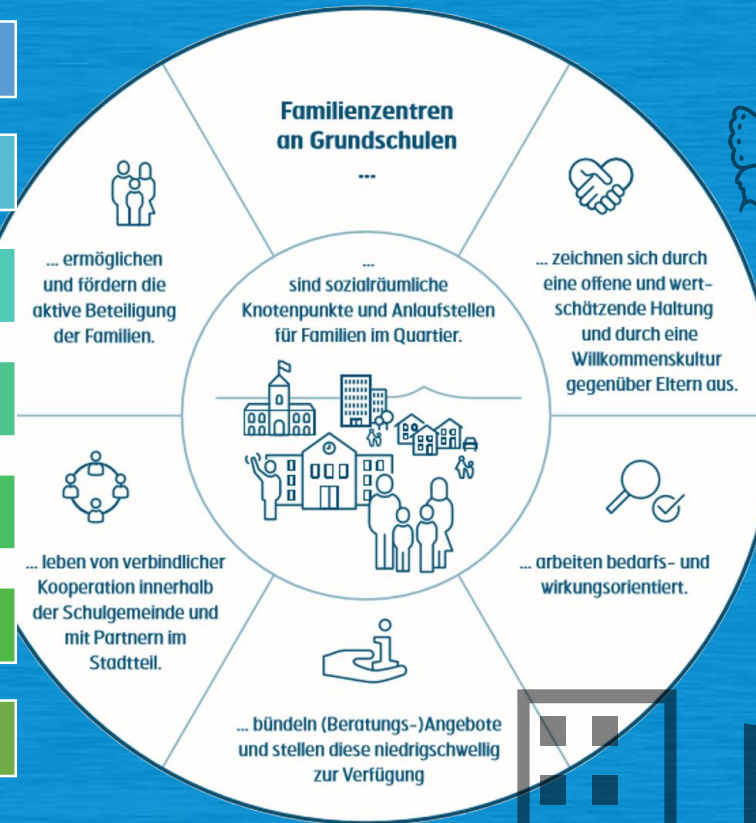 Familienzentren
an Grundschulen
...
...
sind sozialräumliche
Knotenpunkte und Anlaufstellen
für Familien im Quartier.
... zeichnen sich durch
eine offene und wert-
schätzende Haltung
und durch eine
Willkommenskultur
gegenüber Eltern aus.
... arbeiten bedarfs- und
wirkungsorientiert.
... bündeln (Beratungs-)Angebote
und stellen diese niedrigschwellig
zur Verfügung
... leben von verbindlicher
Kooperation innerhalb
der Schulgemeinde und
mit Partnern im
Stadtteil.
... ermöglichen
und fördern die
aktive Beteiligung
der Familien.